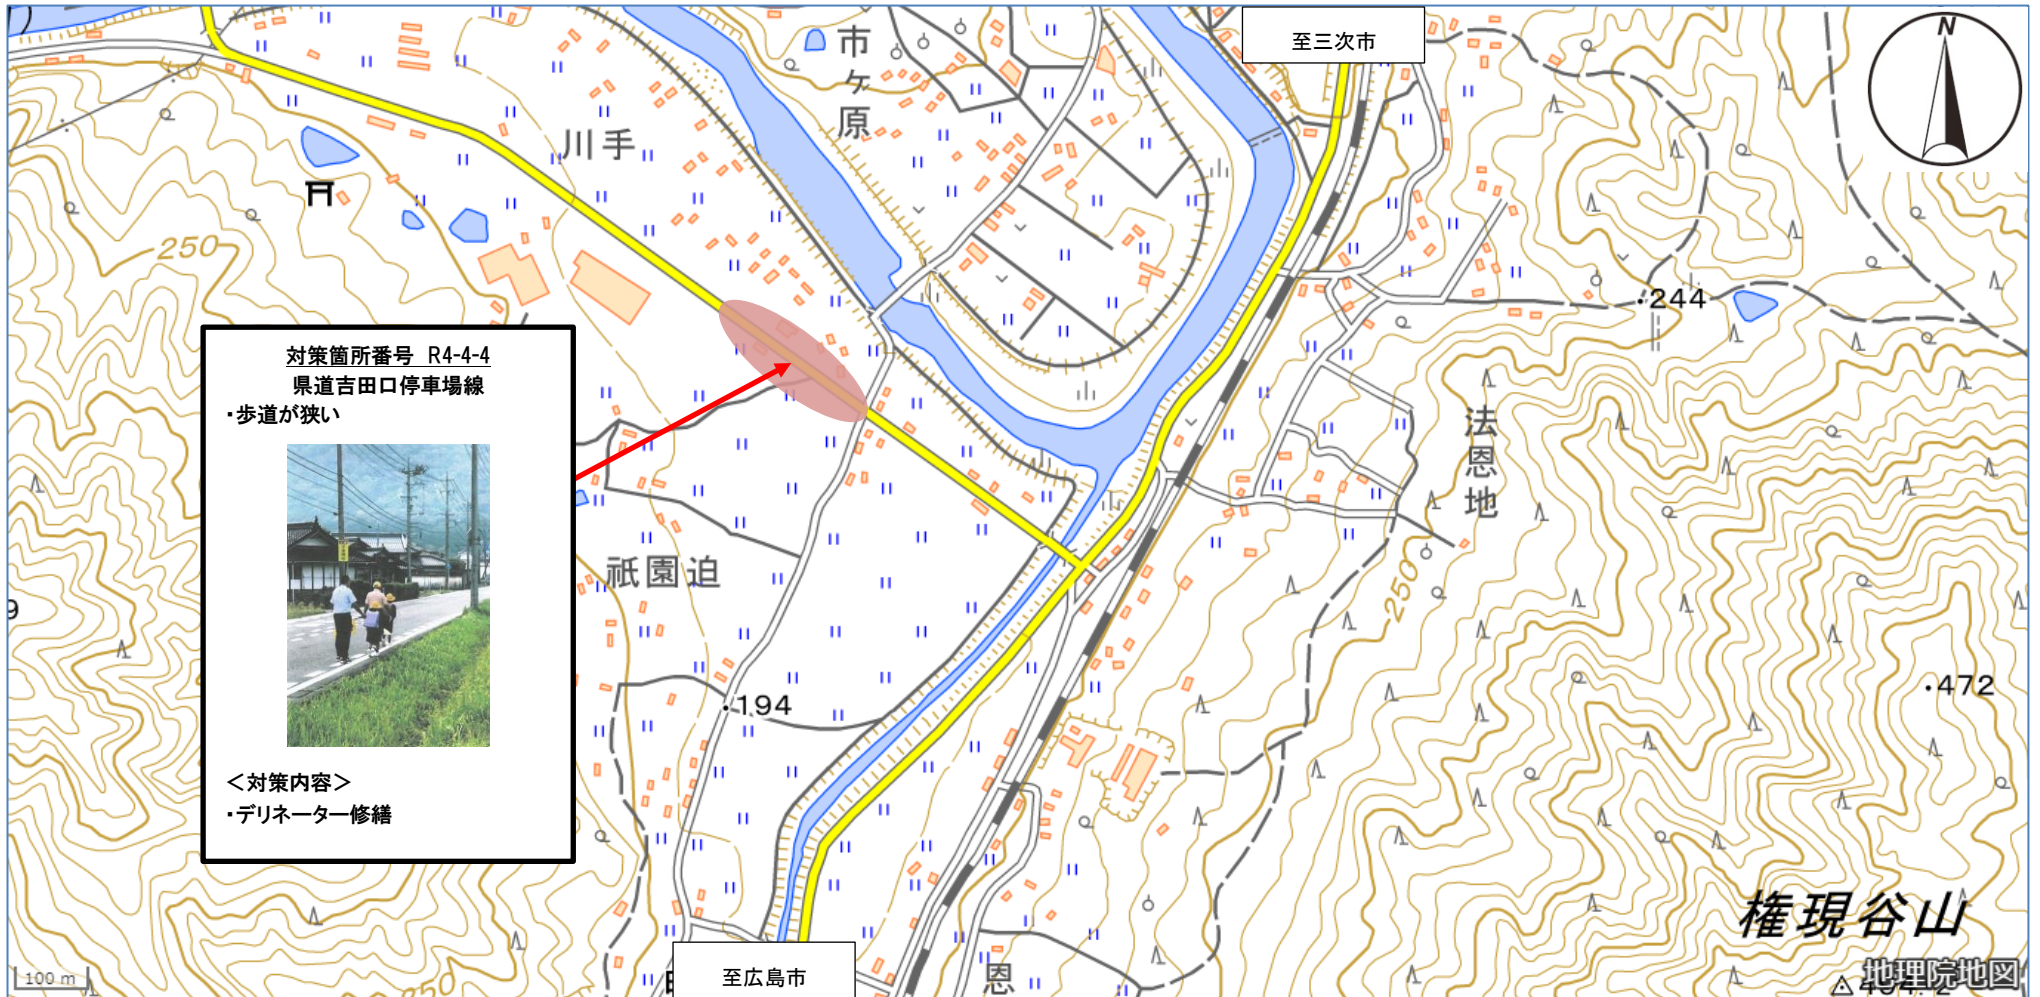 至三次市
N
市ケ原
川手
250
244
対策箇所番号 R4-4-4
県道吉田口停車場線
・歩道が狭い
法恩地
祇園迫
250
472
194
＜対策内容＞
・デリネーター修繕
権現谷山
至広島市
恩
100 m
地理院地図